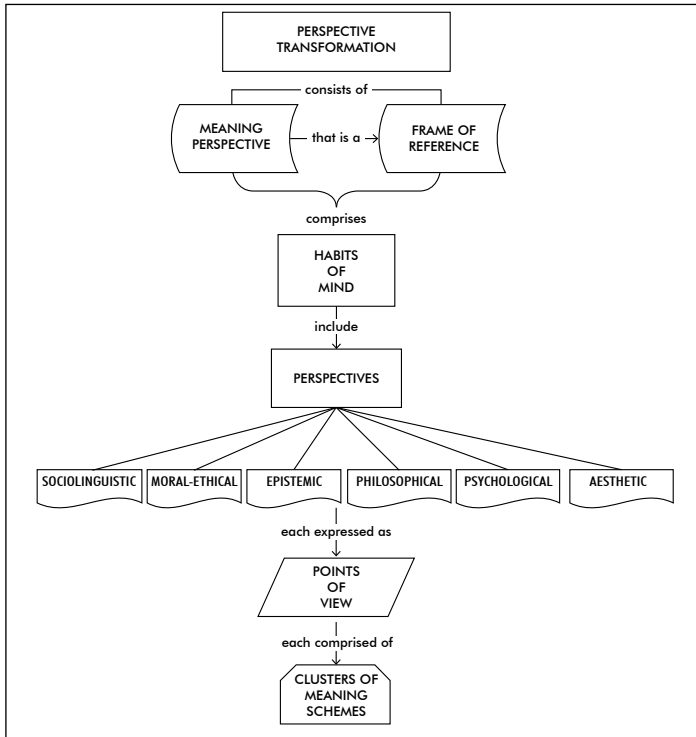 PERSPECTIVE
TRANSFORMATION
consists of
MEANING
PERSPECTIVE
that is a
FRAME OF
REFERENCE
comprises
HABITS
OF
MIND
include
PERSPECTIVES
SOCIOLINGUISTIC
MORAL-ETHICAL
EPISTEMIC
PHILOSOPHICAL
PSYCHOLOGICAL
AESTHETIC
each expressed as
POINTS
OF
VIEW
each comprised of
CLUSTERS OF
MEANING
SCHEMES